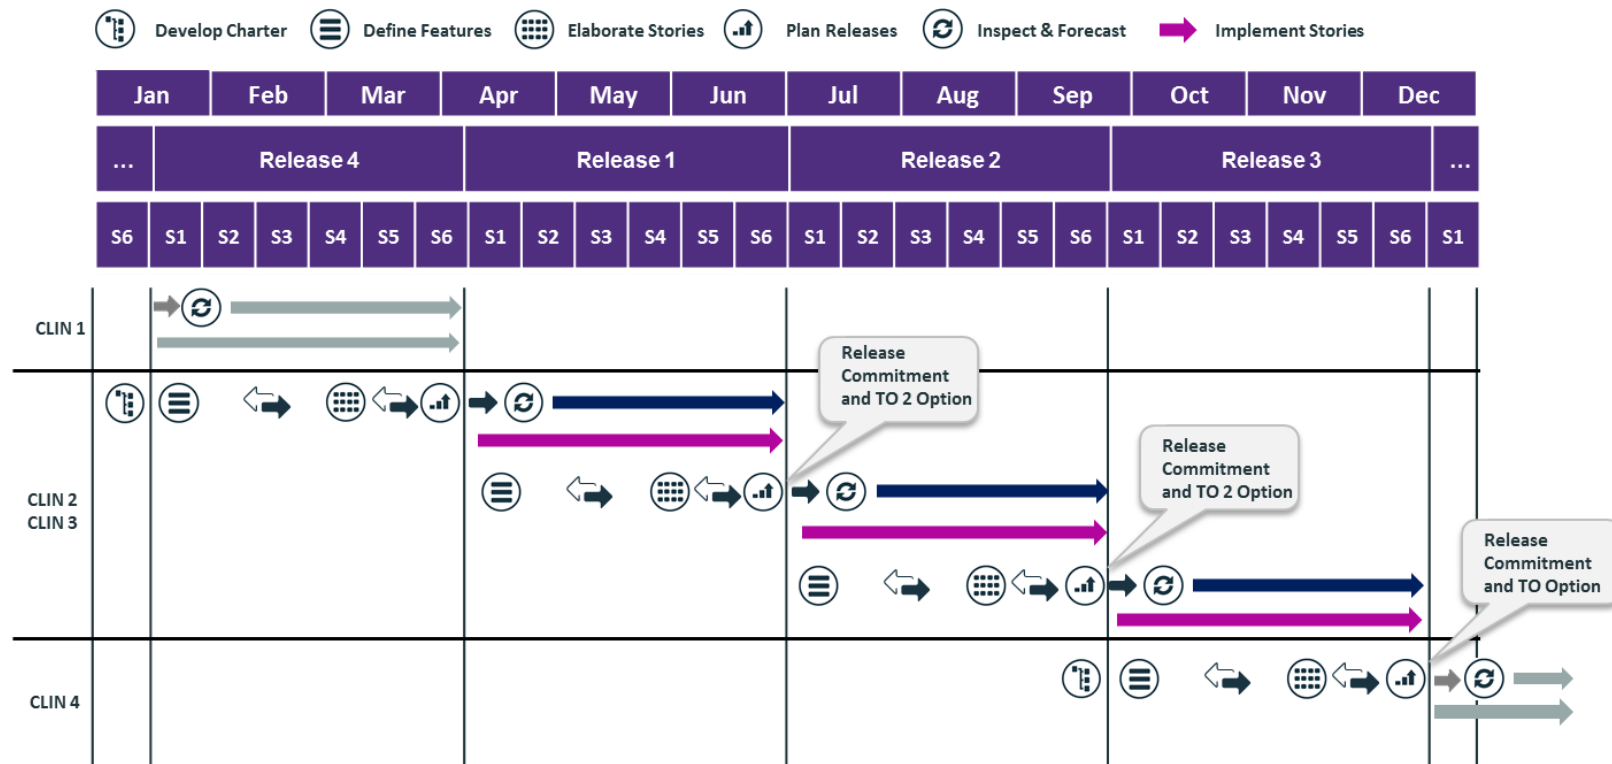 Develop Charter Define Features Elaborate Stories Plan Releases Inspect & Forecast Implement Stories
Jan Feb Mar Apr May Jun Jul Aug Sep Oct Nov Dec
... Release 4 Release 1 Release 2 Release 3 ...
S6 S1 S2 S3 S4 S5 S6 S1 S2 S3 S4 S5 S6 S1 S2 S3 S4 S5 S6 S1 S2 S3 S4 S5 S6 S1
CLIN 1
Release
Commitment
and TO 2 Option
Release
Commitment
and TO 2 Option
CLIN 2
CLIN 3
Release
Commitment
and TO Option
CLIN 4